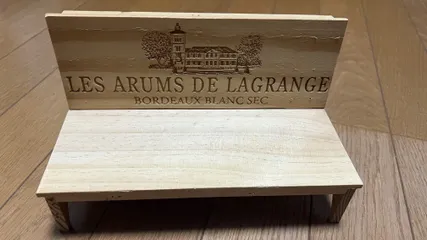 LES ARUMS DE LAGRANGE
BORDEAUX BLANC SEC